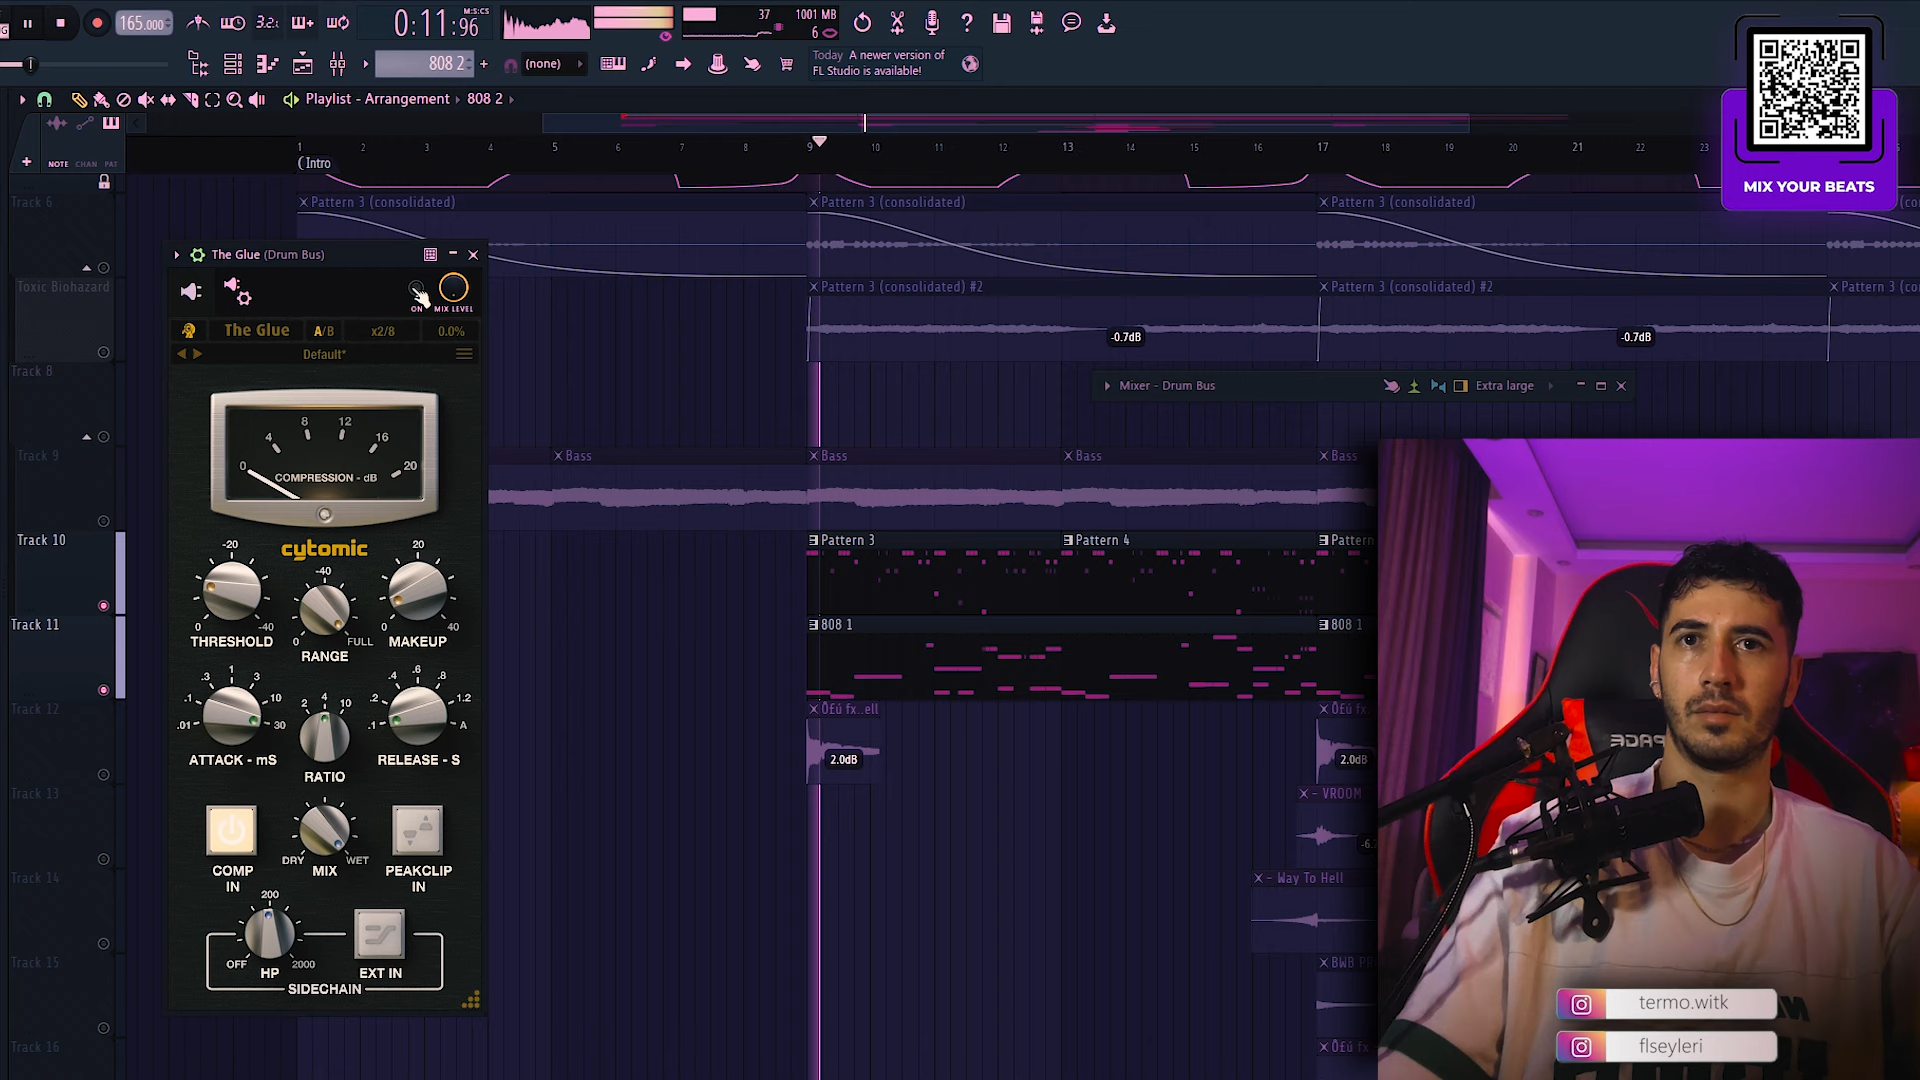 165.000
0:11:96
M:S:CS
37
1001 MB
6
808 2
(none)
Today A newer version of
FL Studio is available!
Playlist - Arrangement
808 2
MIX YOUR BEATS
NOTE CHAN PAT
1 2 3 4 5 6 7 8 9 10 11 12 13 14 15 16 17 18 19 20 21 22 23
Intro
Track 6
Pattern 3 (consolidated)
Pattern 3 (consolidated)
Pattern 3 (consolidated)
Toxic Biohazard
Pattern 3 (consolidated) #2
Pattern 3 (consolidated) #2
Pattern 3 (co
-0.7dB
-0.7dB
Track 8
Mixer - Drum Bus
Extra large
Track 9
Bass
Bass
Bass
Bass
Track 10
Pattern 3
Pattern 4
Pattern
Track 11
808 1
808 1
Track 12
Õ£ú fx..ell
Õ£ú fx
2.0dB
2.0dB
Track 13
- VROOM
Track 14
- Way To Hell
Track 15
BWB PR
Track 16
Õ£ú fx
The Glue (Drum Bus)
ON
MIX LEVEL
The Glue
A/B
x2/8
0.0%
Default*
0 4 8 12 16 20
COMPRESSION - dB
cytomic
-20
0 -40
THRESHOLD
-40
0 FULL
RANGE
20
0 40
MAKEUP
.01 .1 .3 1 3 10 30
ATTACK - mS
2 4 10
RATIO
.1 .2 .4 .6 .8 1.2 A
RELEASE - S
COMP
IN
DRY WET
MIX
PEAKCLIP
IN
200
OFF 2000
HP
EXT IN
SIDECHAIN
termo.witk
flseyleri